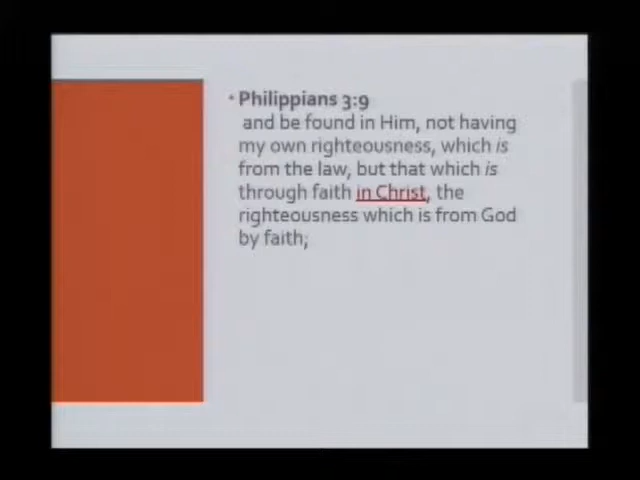 • Philippians 3:9
and be found in Him, not having
my own righteousness, which is
from the law, but that which is
through faith in Christ, the
righteousness which is from God
by faith;